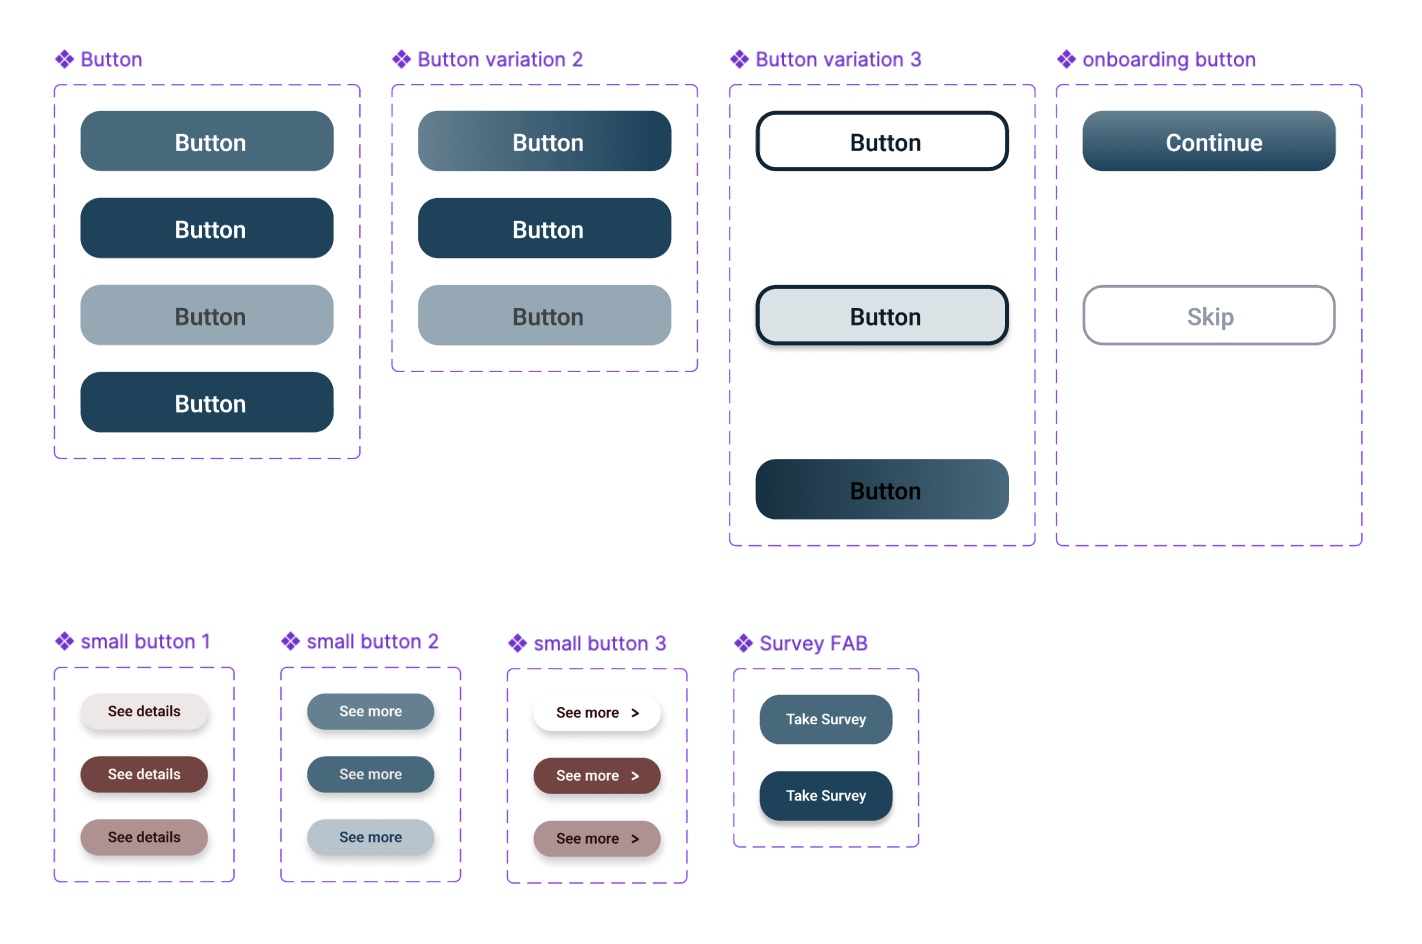 Button
Button
Button
Button
Button
Button variation 2
Button
Button
Button
Button variation 3
Button
Button
Button
onboarding button
Continue
Skip
small button 1
See details
See details
See details
small button 2
See more
See more
See more
small button 3
See more >
See more >
See more >
Survey FAB
Take Survey
Take Survey